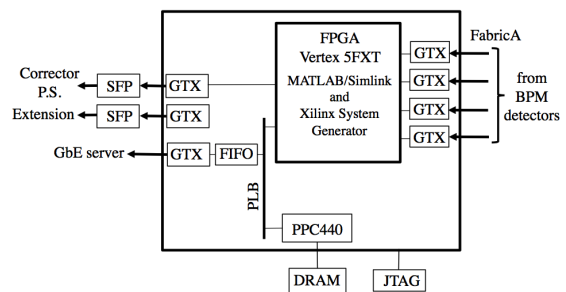 FPGA
Vertex 5FXT
MATLAB/Simlink
and
Xilinx System
Generator
FabricA
GTX
GTX
GTX
GTX
from
BPM
detectors
Corrector
P.S.
SFP
GTX
Extension
SFP
GTX
GbE server
GTX
FIFO
PLB
PPC440
DRAM
JTAG